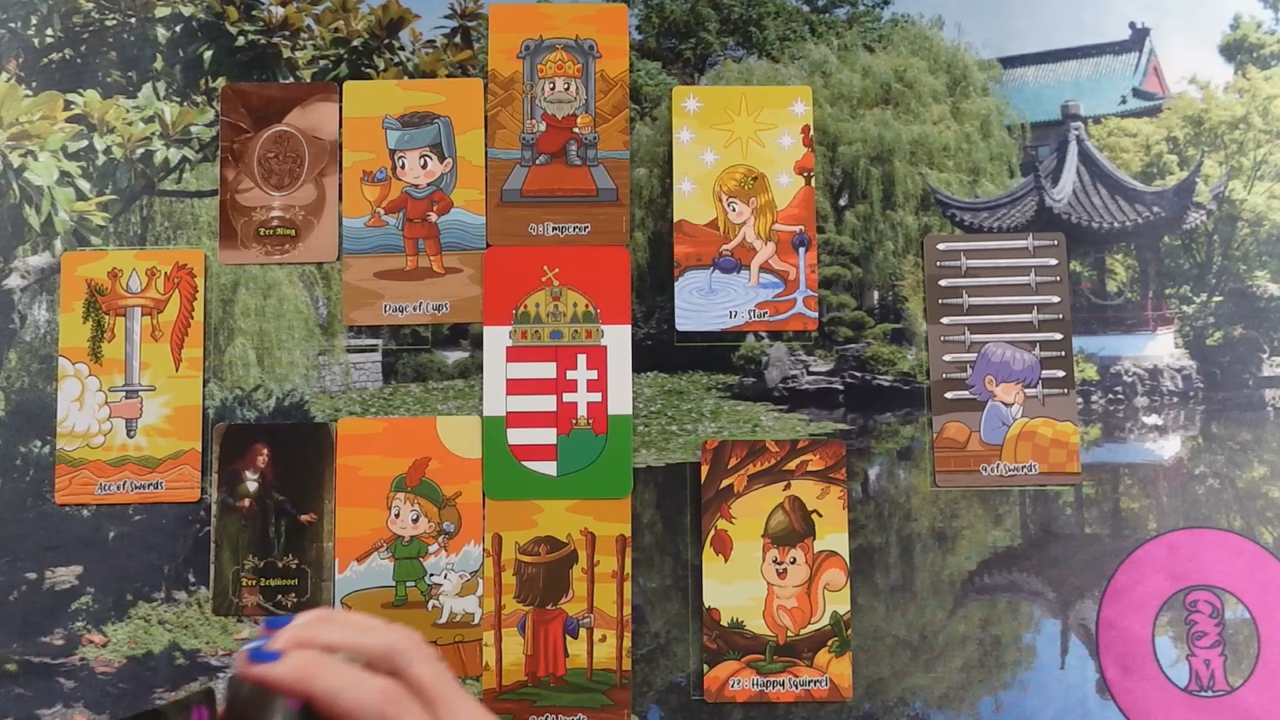 4 : Emperor
Der Ring
Page of Cups
17 : Star
9 of Swords
Ace of Swords
Der Schlüssel
23 : Happy Squirrel